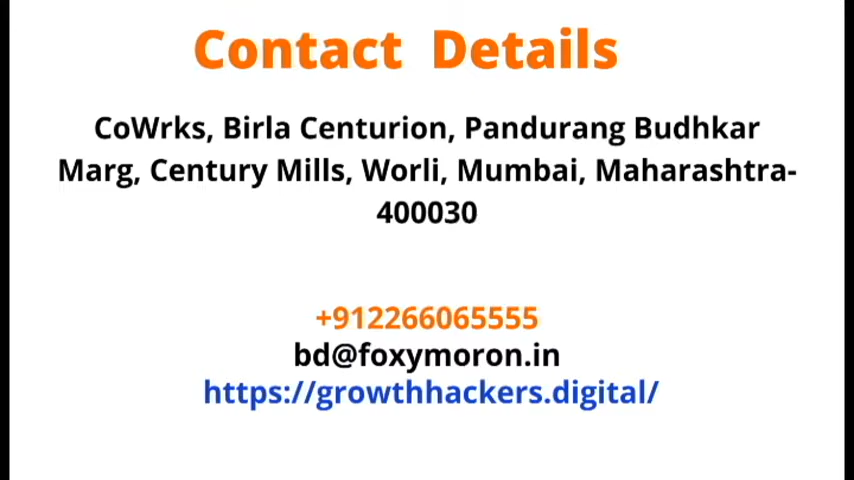 Contact Details
CoWrks, Birla Centurion, Pandurang Budhkar
Marg, Century Mills, Worli, Mumbai, Maharashtra-
400030
+912266065555
bd@foxymoron.in
https://growthhackers.digital/